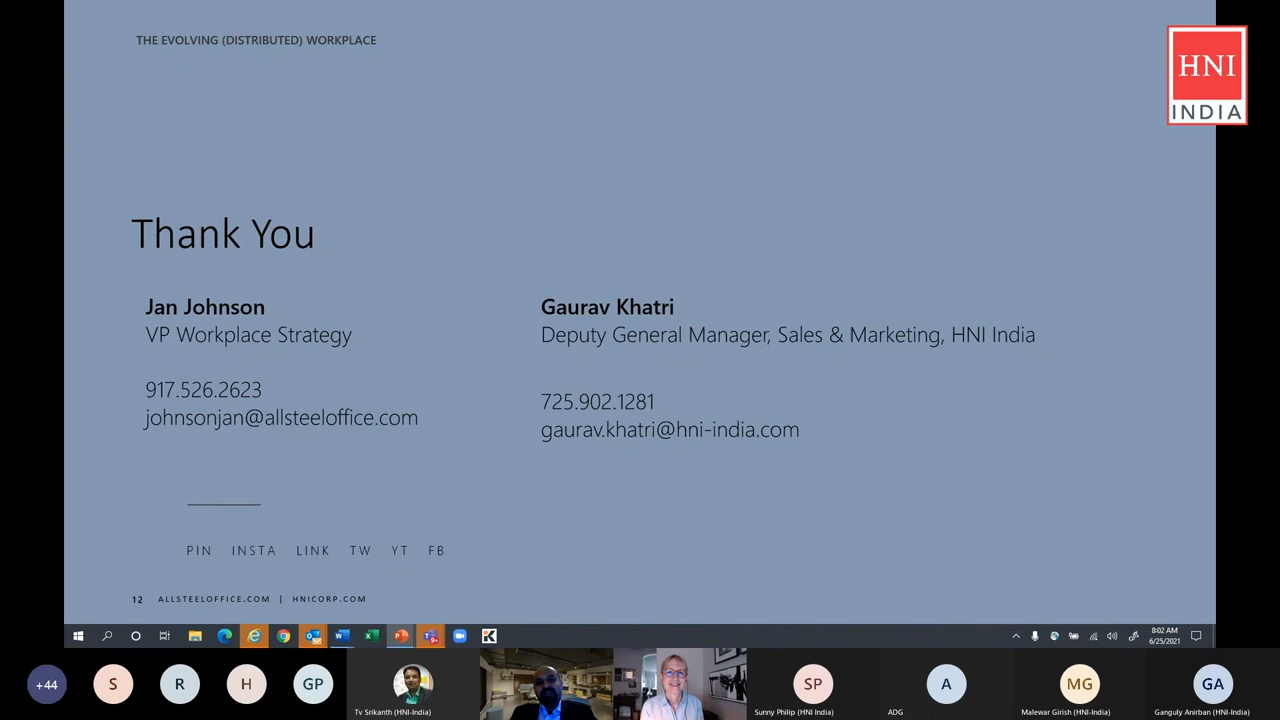 THE EVOLVING (DISTRIBUTED) WORKPLACE
HNI
INDIA
Thank You
Jan Johnson
VP Workplace Strategy
917.526.2623
johnsonjan@allsteeloffice.com
Gaurav Khatri
Deputy General Manager, Sales & Marketing, HNI India
725.902.1281
gaurav.khatri@hni-india.com
PIN INSTA LINK TW YT FB
12 ALLSTEELOFFICE.COM | HNICORP.COM
8:02 AM
6/25/2021
+44
S
R
H
GP
Tv Srikanth (HNI-India)
SP
Sunny Philip (HNI India)
A
ADG
MG
Malewar Girish (HNI-India)
GA
Ganguly Anirban (HNI-India)